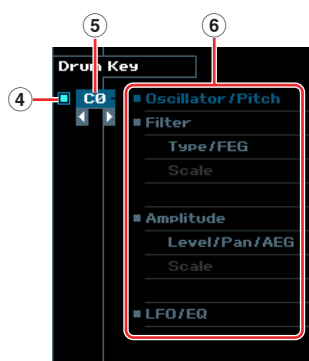 5 6
Drum Key
4 C0 Oscillator/Pitch
Filter
Type/FEG
Scale
Amplitude
Level/Pan/AEG
Scale
LFO/EQ